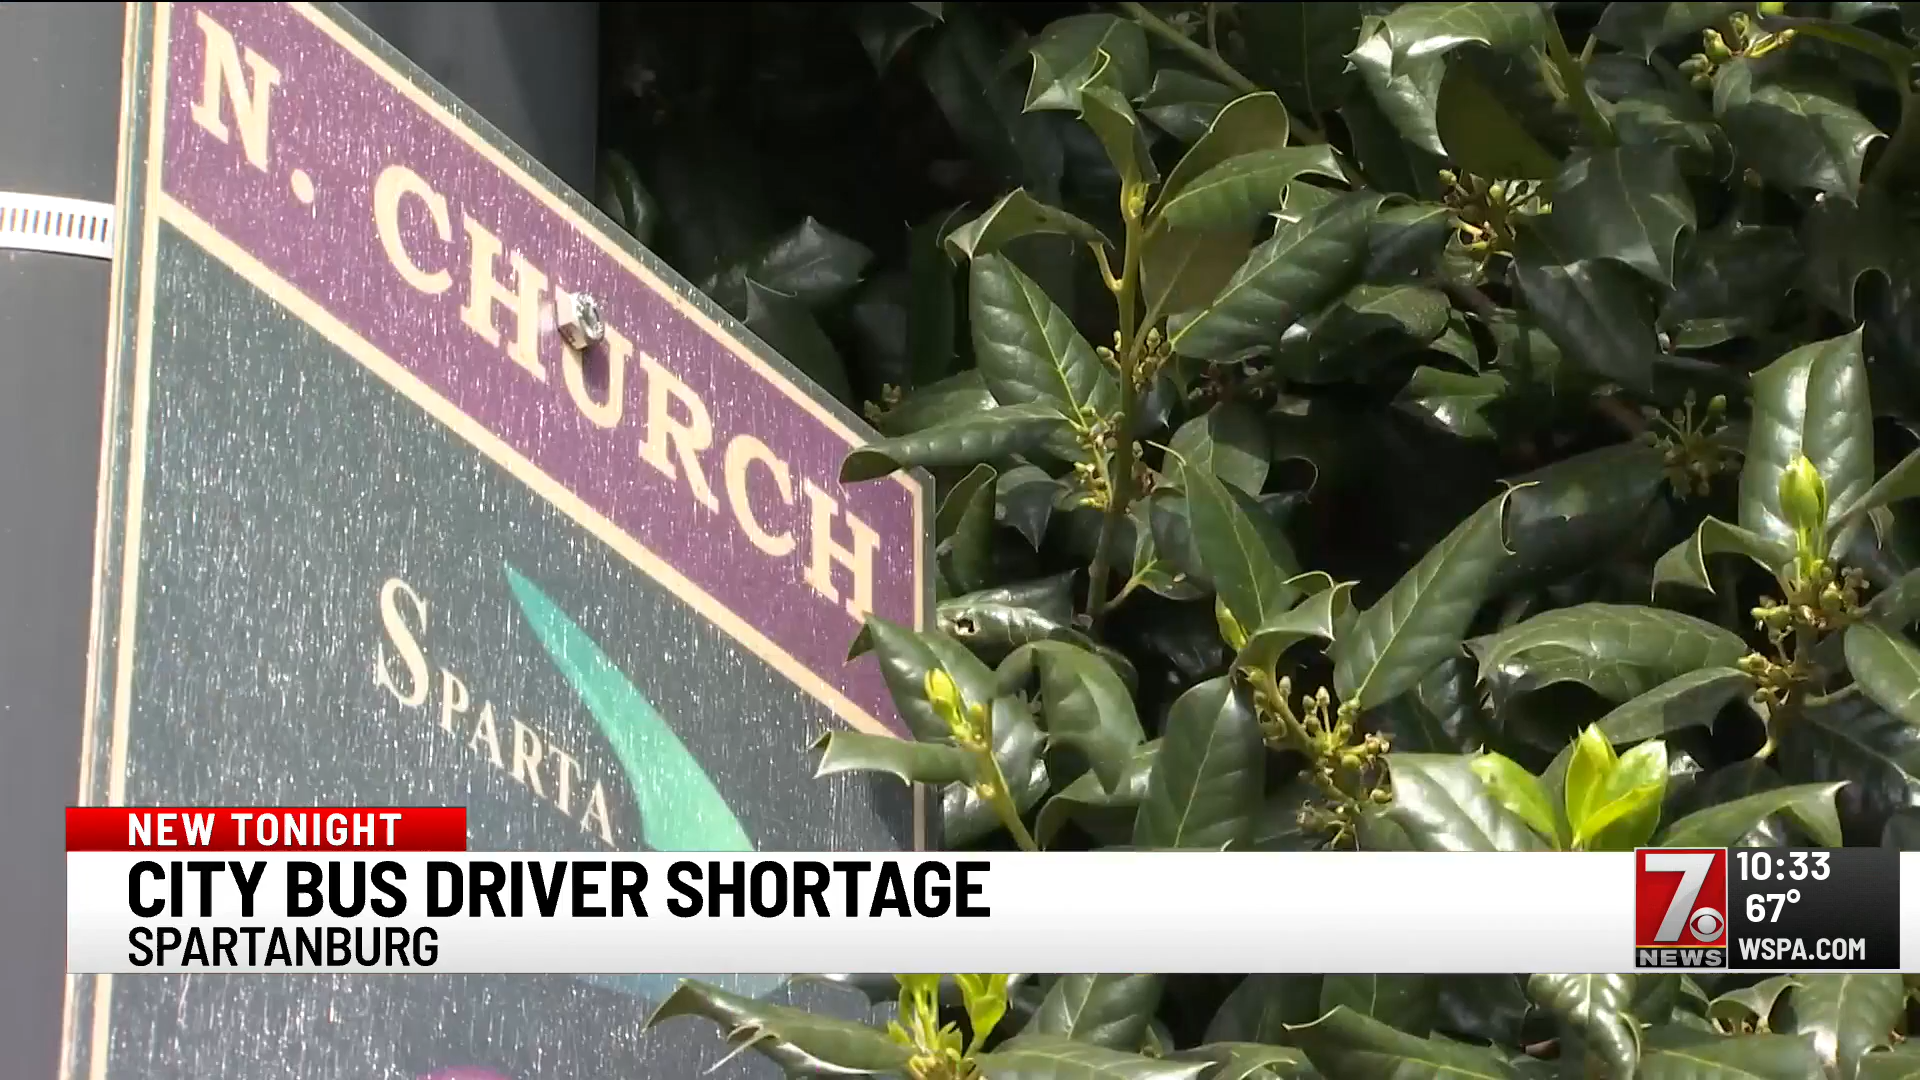 N. CHURCH
SPARTA
NEW TONIGHT
CITY BUS DRIVER SHORTAGE
SPARTANBURG
7
NEWS
10:33
67°
WSPA.COM